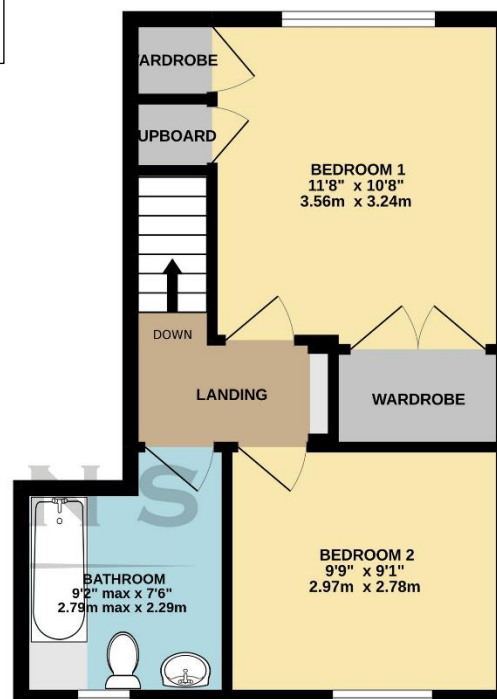 WARDROBE
UPBOARD
BEDROOM 1
11'8" x 10'8"
3.56m x 3.24m
DOWN
LANDING
WARDROBE
N S
BATHROOM
9'2" max x 7'6"
2.79m max x 2.29m
BEDROOM 2
9'9" x 9'1"
2.97m x 2.78m